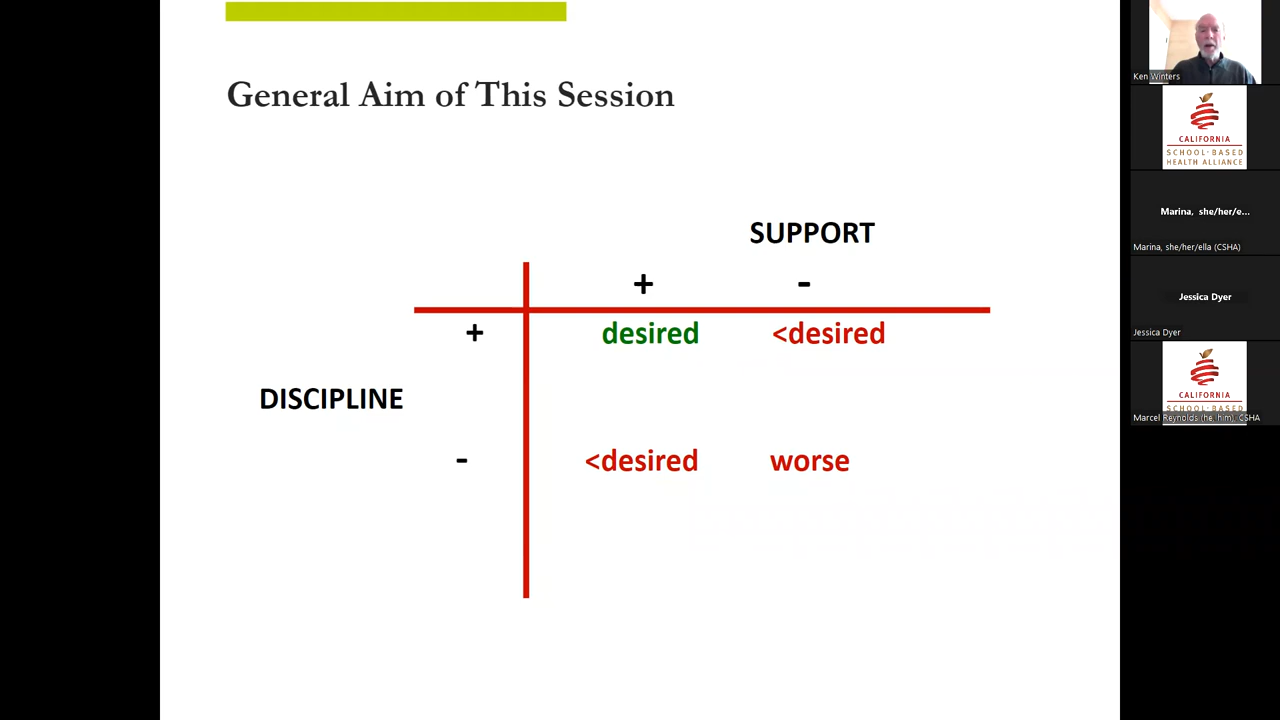 General Aim of This Session
SUPPORT
+ -
+ desired <desired
DISCIPLINE
- <desired worse
Ken Winters
CALIFORNIA
SCHOOL-BASED
HEALTH ALLIANCE
Marina, she/her/e...
Marina, she/her/ella (CSHA)
Jessica Dyer
Jessica Dyer
CALIFORNIA
SCHOOL-BASED
Marcel Reynolds (he, him), CSHA